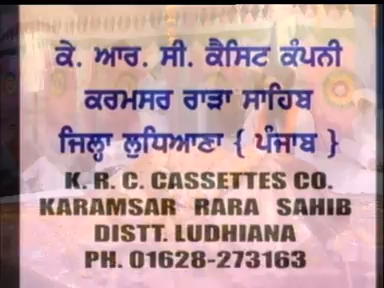 ਕੇ. ਆਰ. ਸੀ. ਕੈਸਿਟ ਕੰਪਨੀ
ਕਰਮਸਰ ਰਾੜਾ ਸਾਹਿਬ
ਜਿਲ੍ਹਾ ਲੁਧਿਆਣਾ { ਪੰਜਾਬ }
K. R. C. CASSETTES CO.
KARAMSAR RARA SAHIB
DISTT. LUDHIANA
PH. 01628-273163